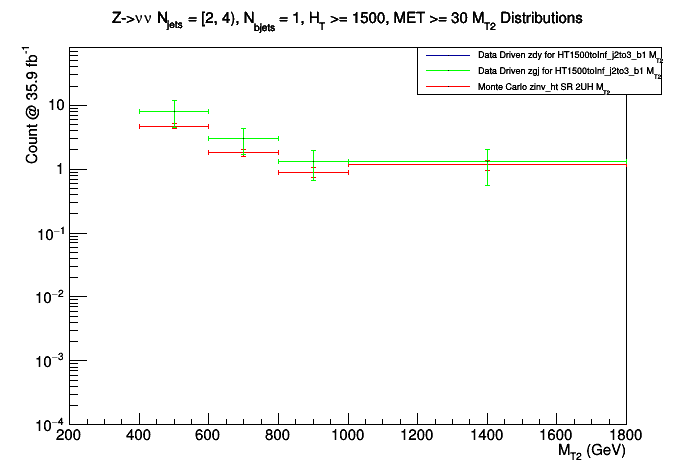 Z->νν N_jets = [2, 4), N_bjets = 1, H_T >= 1500, MET >= 30 M_T2 Distributions
Data Driven zdy for HT1500toInf_j2to3_b1 M_T2
Data Driven zgj for HT1500toInf_j2to3_b1 M_T2
Monte Carlo zinv_ht SR 2UH M_T2
Count @ 35.9 fb^-1
10
1
10^-1
10^-2
10^-3
10^-4
200 400 600 800 1000 1200 1400 1600 1800
M_T2 (GeV)